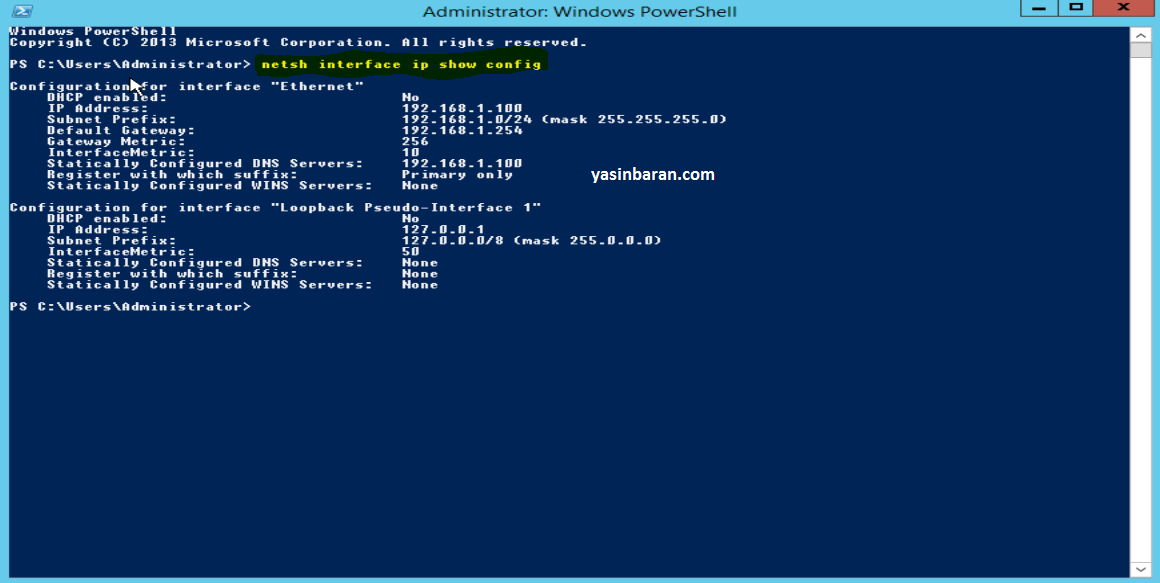 Administrator: Windows PowerShell
Windows PowerShell
Copyright (C) 2013 Microsoft Corporation. All rights reserved.
PS C:\Users\Administrator> netsh interface ip show config
Configuration for interface "Ethernet"
DHCP enabled: No
IP Address: 192.168.1.100
Subnet Prefix: 192.168.1.0/24 (mask 255.255.255.0)
Default Gateway: 192.168.1.254
Gateway Metric: 256
InterfaceMetric: 10
Statically Configured DNS Servers: 192.168.1.100
Register with which suffix: Primary only
Statically Configured WINS Servers: None
yasinbaran.com
Configuration for interface "Loopback Pseudo-Interface 1"
DHCP enabled: No
IP Address: 127.0.0.1
Subnet Prefix: 127.0.0.0/8 (mask 255.0.0.0)
InterfaceMetric: 50
Statically Configured DNS Servers: None
Register with which suffix: None
Statically Configured WINS Servers: None
PS C:\Users\Administrator>